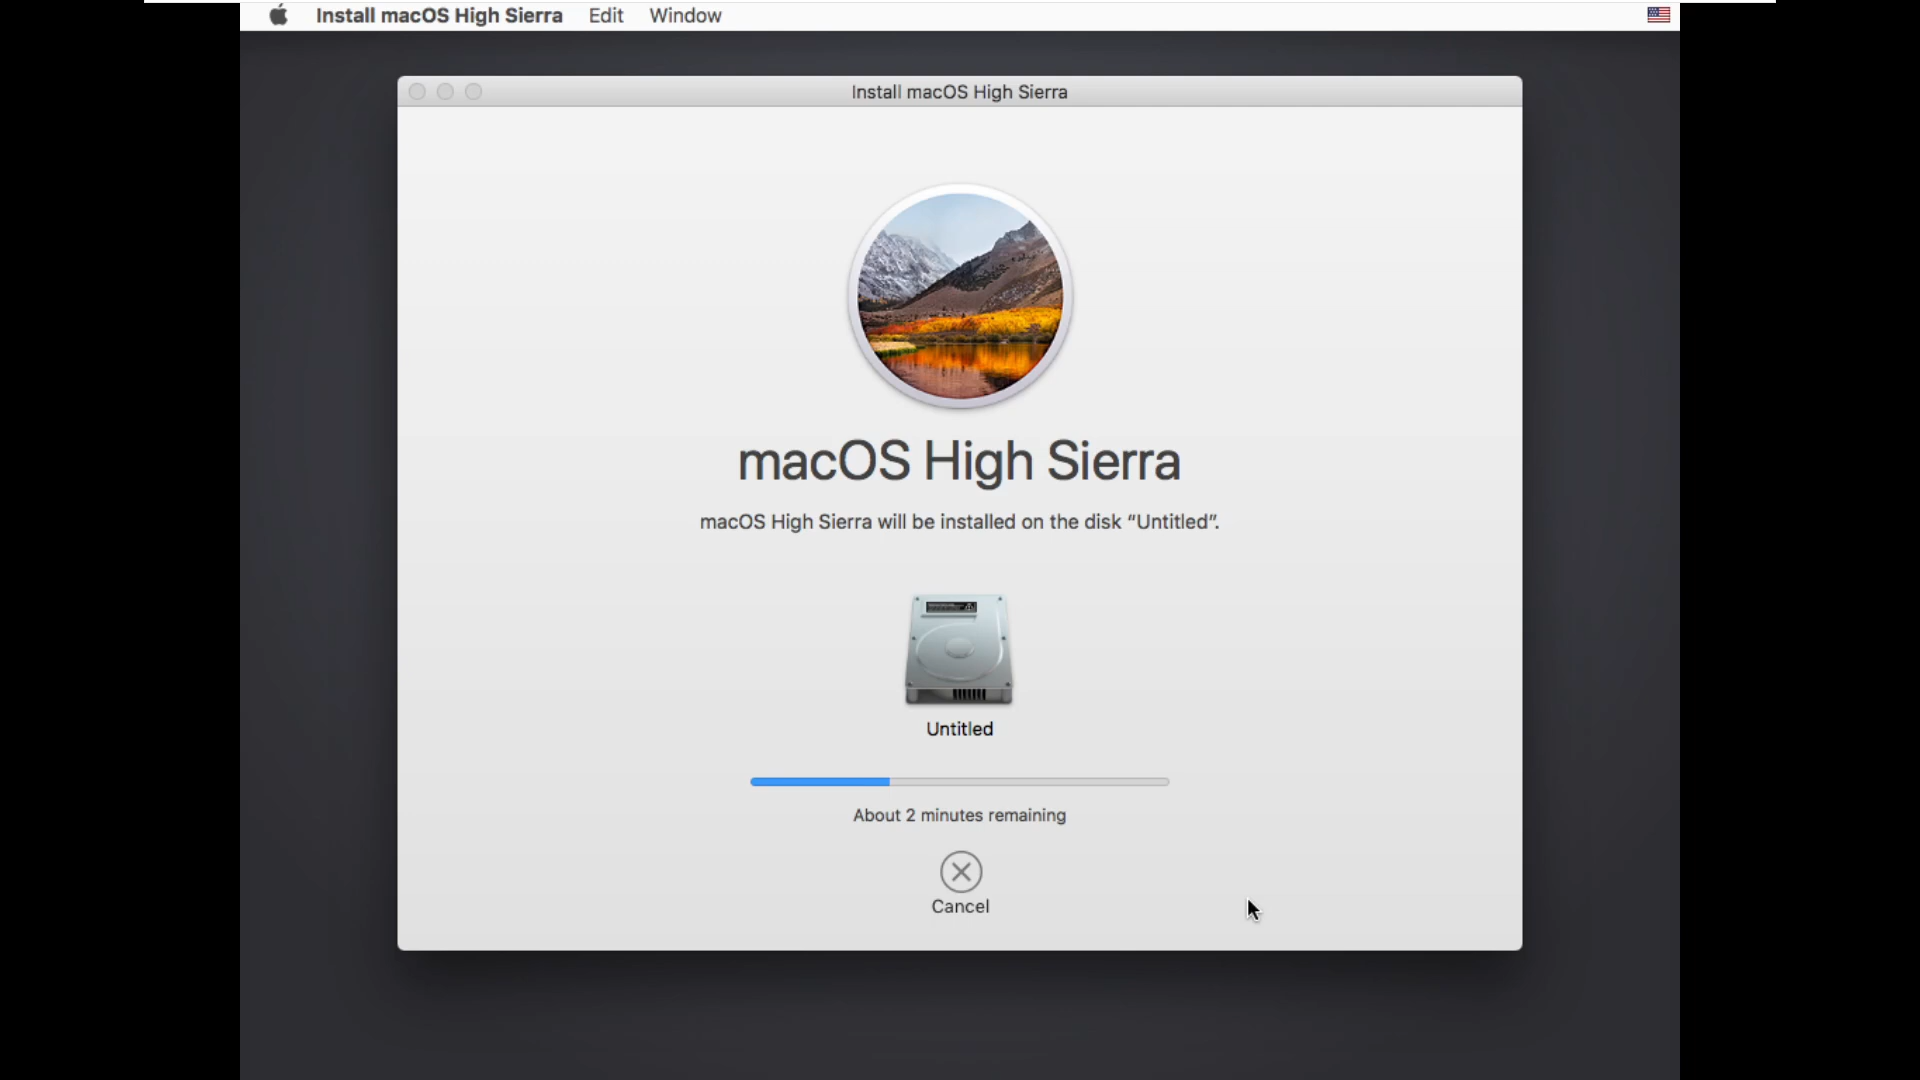 Install macOS High Sierra Edit Window
Install macOS High Sierra
macOS High Sierra
macOS High Sierra will be installed on the disk “Untitled”.
Untitled
About 2 minutes remaining
Cancel